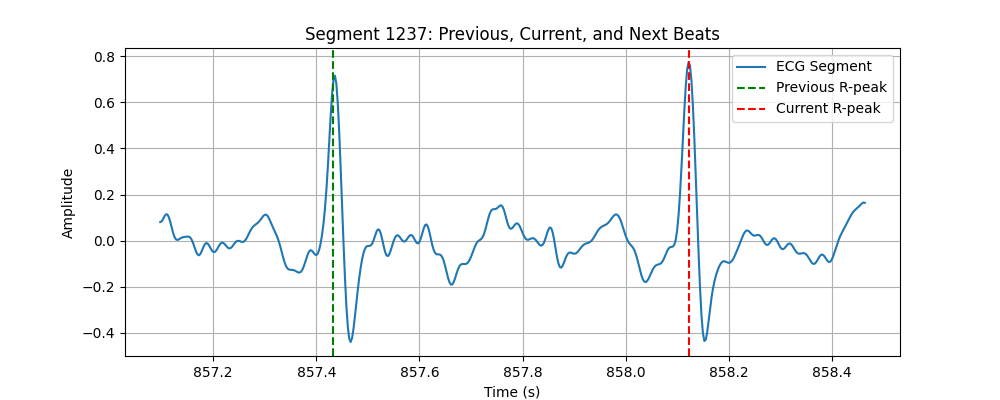 Segment 1237: Previous, Current, and Next Beats
0.8
0.6
0.4
0.2
0.0
−0.2
−0.4
Amplitude
ECG Segment
Previous R-peak
Current R-peak
857.2 857.4 857.6 857.8 858.0 858.2 858.4
Time (s)